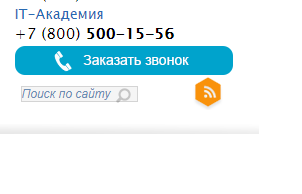 IT-Академия
+7 (800) 500-15-56
Заказать звонок
Поиск по сайту